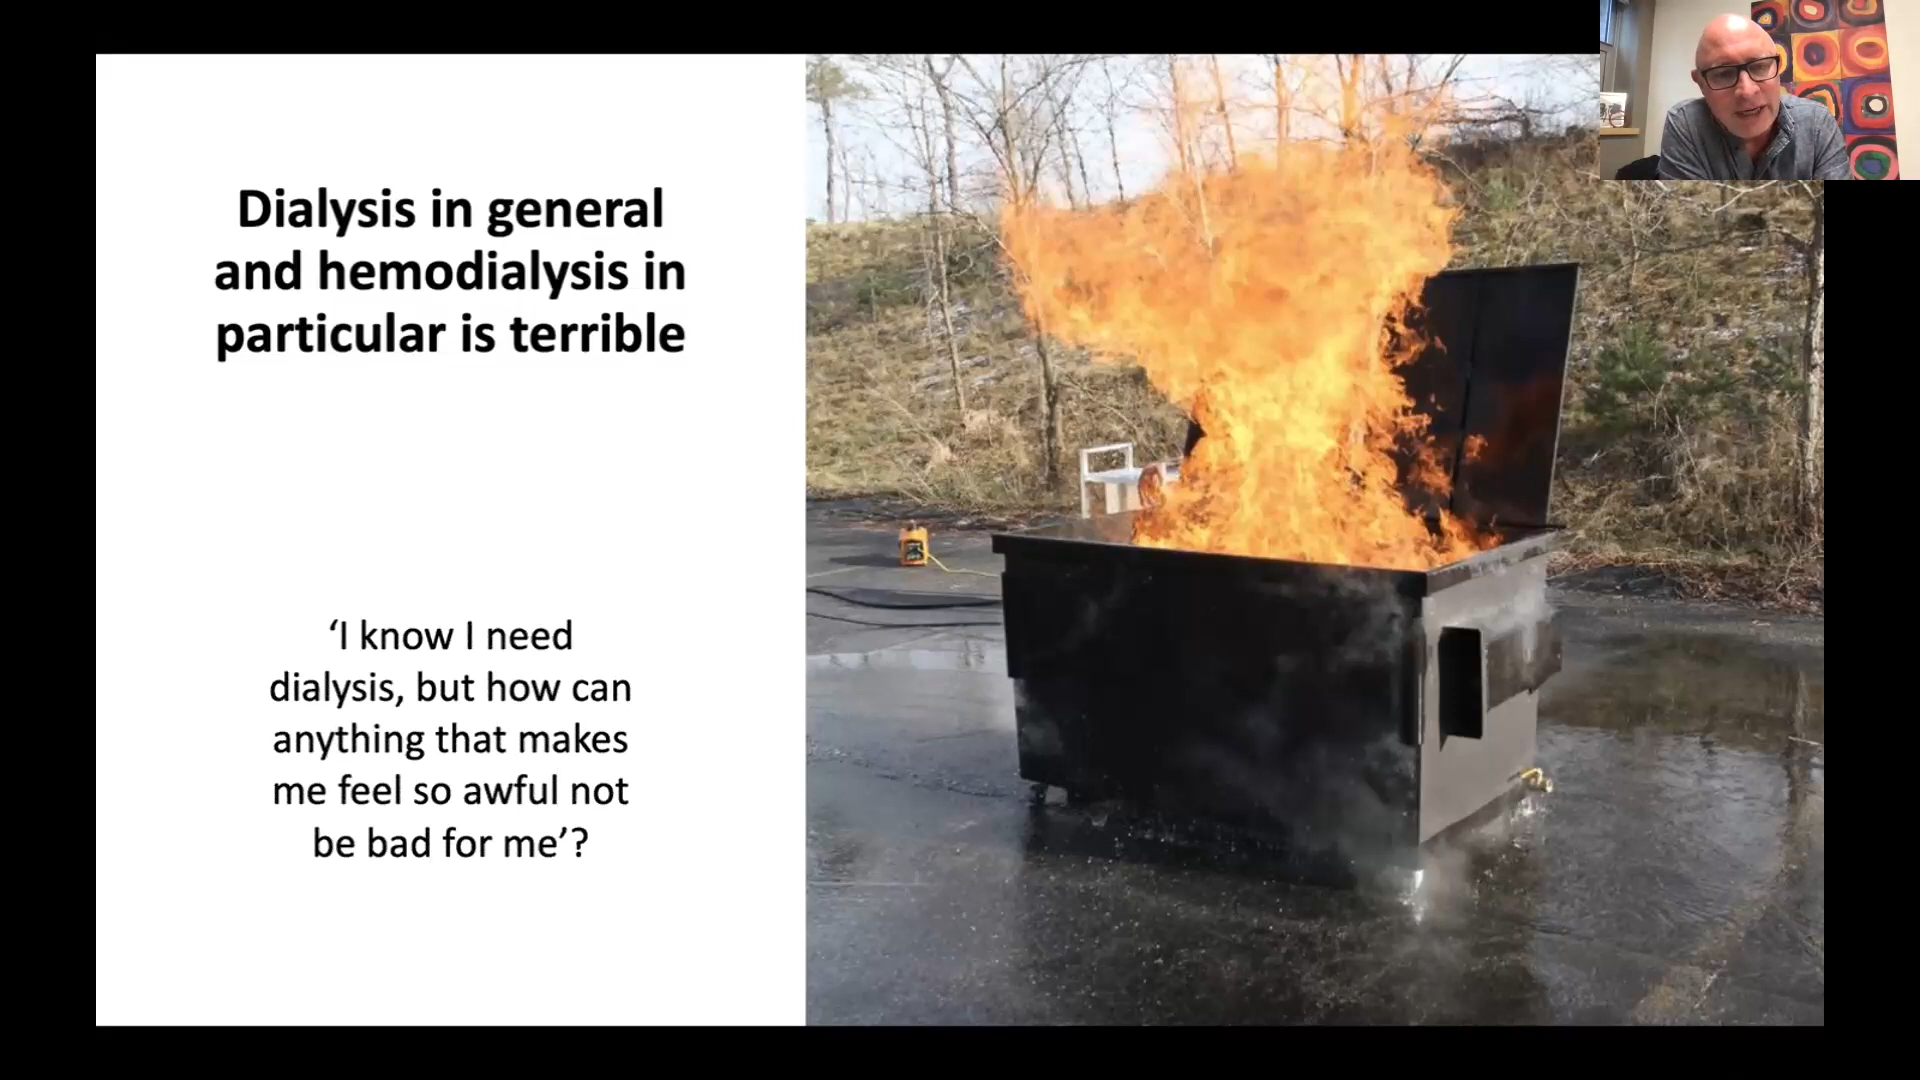 Dialysis in general
and hemodialysis in
particular is terrible
‘I know I need
dialysis, but how can
anything that makes
me feel so awful not
be bad for me’?